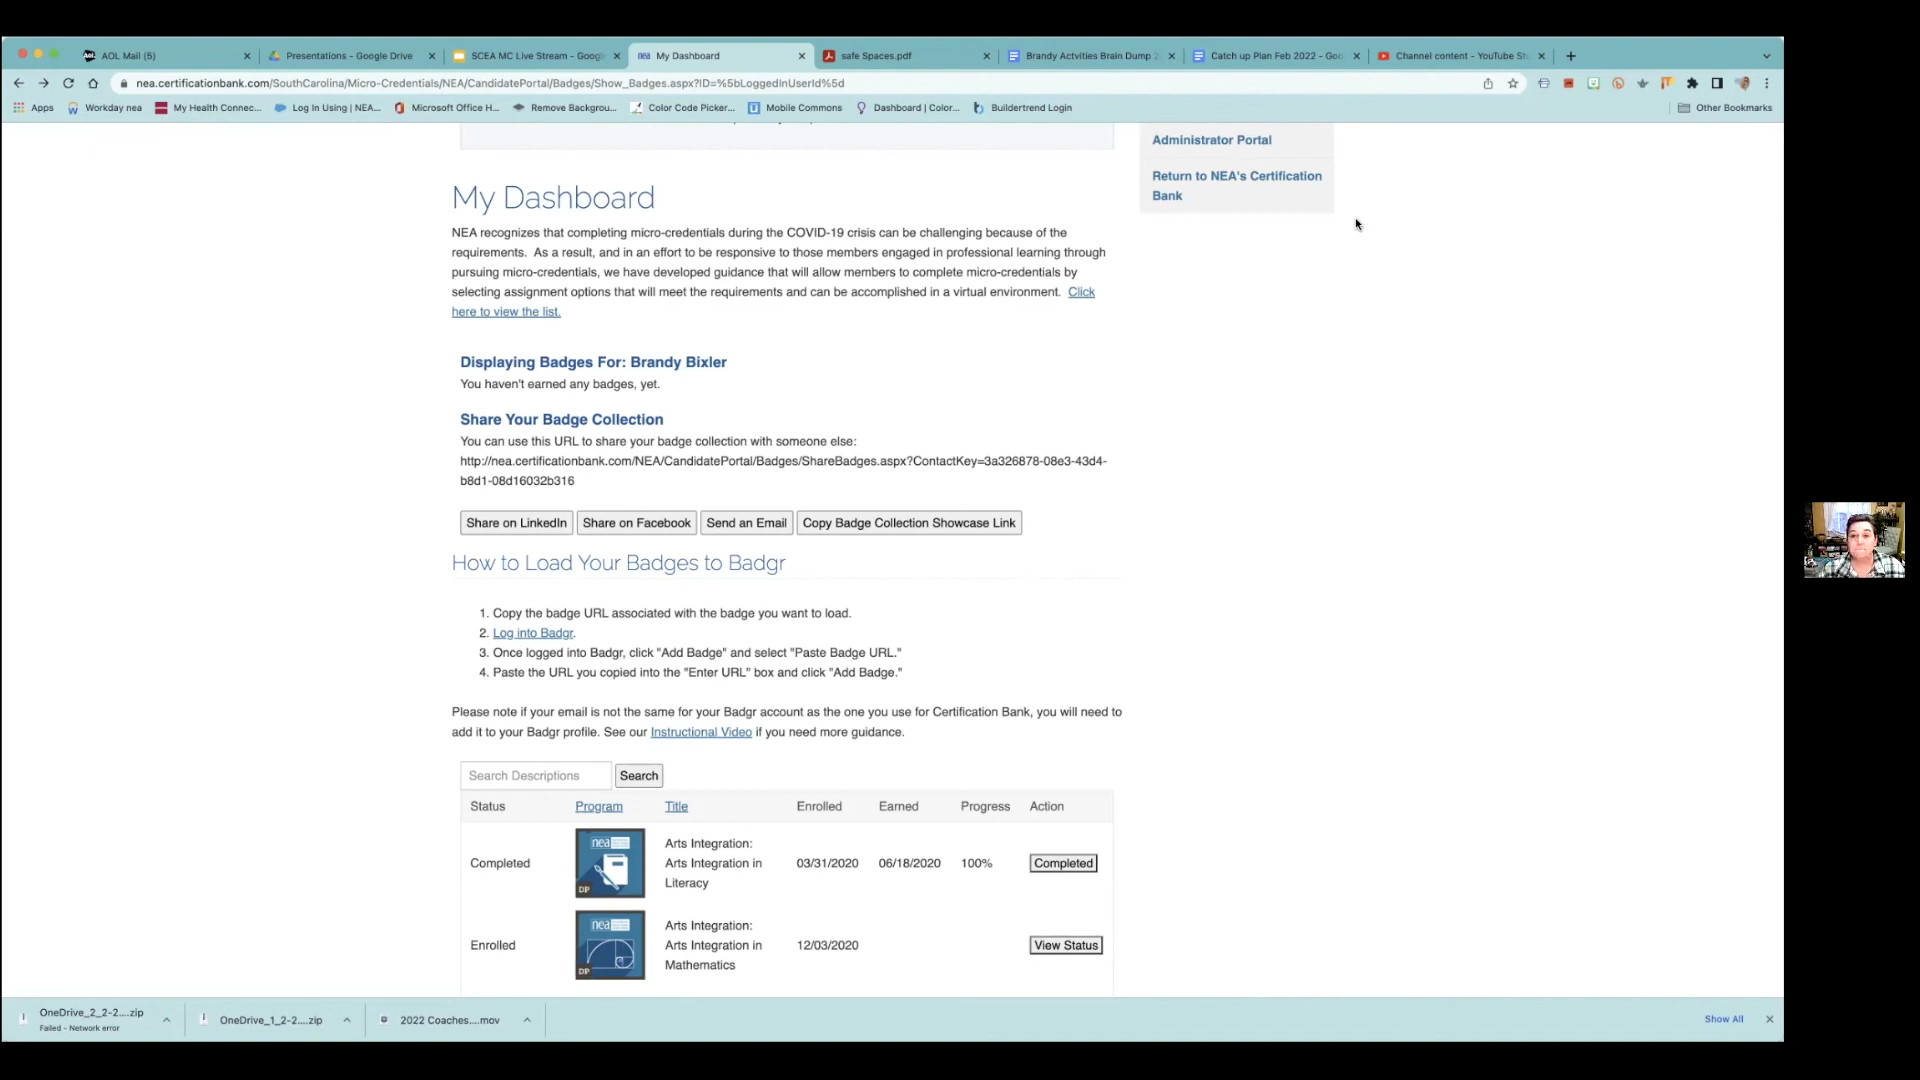 AOL Mail (5)
Presentations - Google Drive
SCEA MC Live Stream - Google
My Dashboard
safe Spaces.pdf
Brandy Actvities Brain Dump 2
Catch up Plan Feb 2022 - Goo
Channel content - YouTube St
nea.certificationbank.com/SouthCarolina/Micro-Credentials/NEA/CandidatePortal/Badges/Show_Badges.aspx?ID=%5bLoggedInUserId%5d
Apps
Workday nea
My Health Connec...
Log In Using | NEA...
Microsoft Office H...
Remove Backgrou...
Color Code Picker...
Mobile Commons
Dashboard | Color...
Buildertrend Login
Other Bookmarks
Administrator Portal
Return to NEA's Certification
Bank
My Dashboard
NEA recognizes that completing micro-credentials during the COVID-19 crisis can be challenging because of the
requirements. As a result, and in an effort to be responsive to those members engaged in professional learning through
pursuing micro-credentials, we have developed guidance that will allow members to complete micro-credentials by
selecting assignment options that will meet the requirements and can be accomplished in a virtual environment. Click
here to view the list.
Displaying Badges For: Brandy Bixler
You haven't earned any badges, yet.
Share Your Badge Collection
You can use this URL to share your badge collection with someone else:
http://nea.certificationbank.com/NEA/CandidatePortal/Badges/ShareBadges.aspx?ContactKey=3a326878-08e3-43d4-
b8d1-08d16032b316
Share on LinkedIn
Share on Facebook
Send an Email
Copy Badge Collection Showcase Link
How to Load Your Badges to Badgr
1. Copy the badge URL associated with the badge you want to load.
2. Log into Badgr.
3. Once logged into Badgr, click "Add Badge" and select "Paste Badge URL."
4. Paste the URL you copied into the "Enter URL" box and click "Add Badge."
Please note if your email is not the same for your Badgr account as the one you use for Certification Bank, you will need to
add it to your Badgr profile. See our Instructional Video if you need more guidance.
Search Descriptions
Search
Status Program Title Enrolled Earned Progress Action
nea
DP
Arts Integration:
Completed Arts Integration in 03/31/2020 06/18/2020 100% Completed
Literacy
nea
DP
Arts Integration:
Enrolled Arts Integration in 12/03/2020 View Status
Mathematics
OneDrive_2_2-2....zip
Failed - Network error
OneDrive_1_2-2....zip
2022 Coaches....mov
Show All